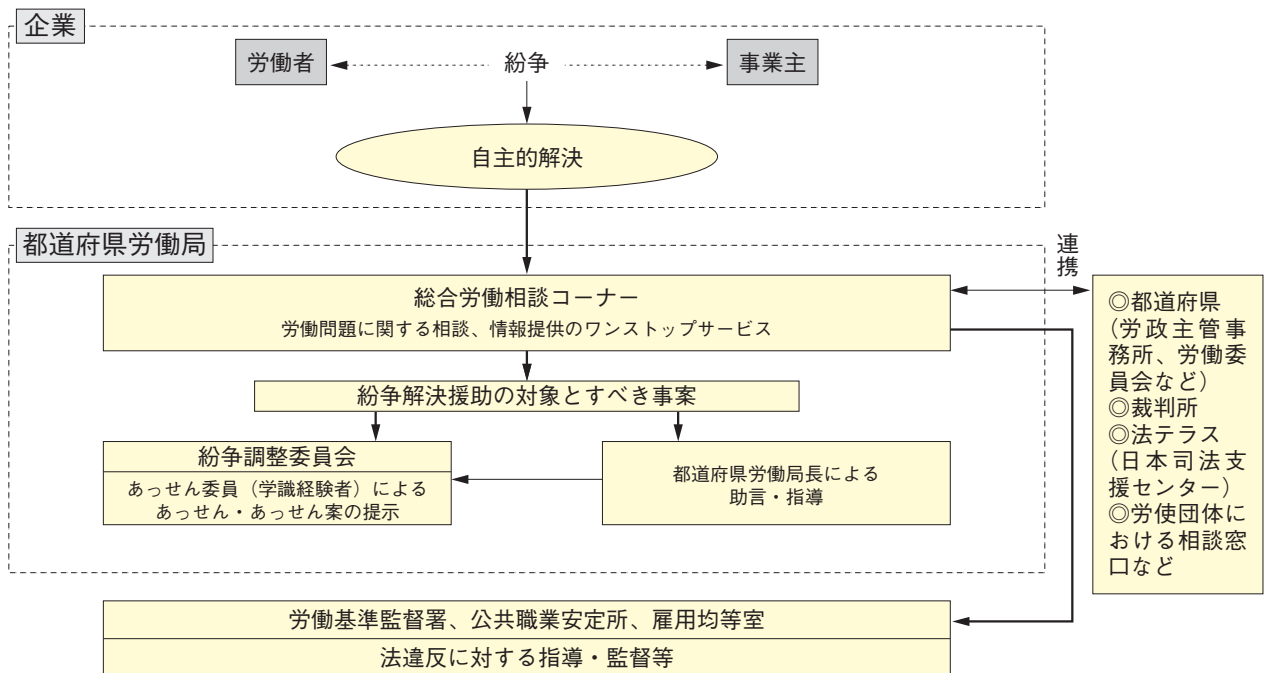 企業
労働者
紛争
事業主
自主的解決
都道府県労働局
連携
総合労働相談コーナー
労働問題に関する相談、情報提供のワンストップサービス
紛争解決援助の対象とすべき事案
紛争調整委員会
あっせん委員（学識経験者）による
あっせん・あっせん案の提示
都道府県労働局長による
助言・指導
◎都道府県
（労政主管事
務所、労働委
員会など）
◎裁判所
◎法テラス
（日本司法支
援センター）
◎労使団体に
おける相談窓
口など
労働基準監督署、公共職業安定所、雇用均等室
法違反に対する指導・監督等